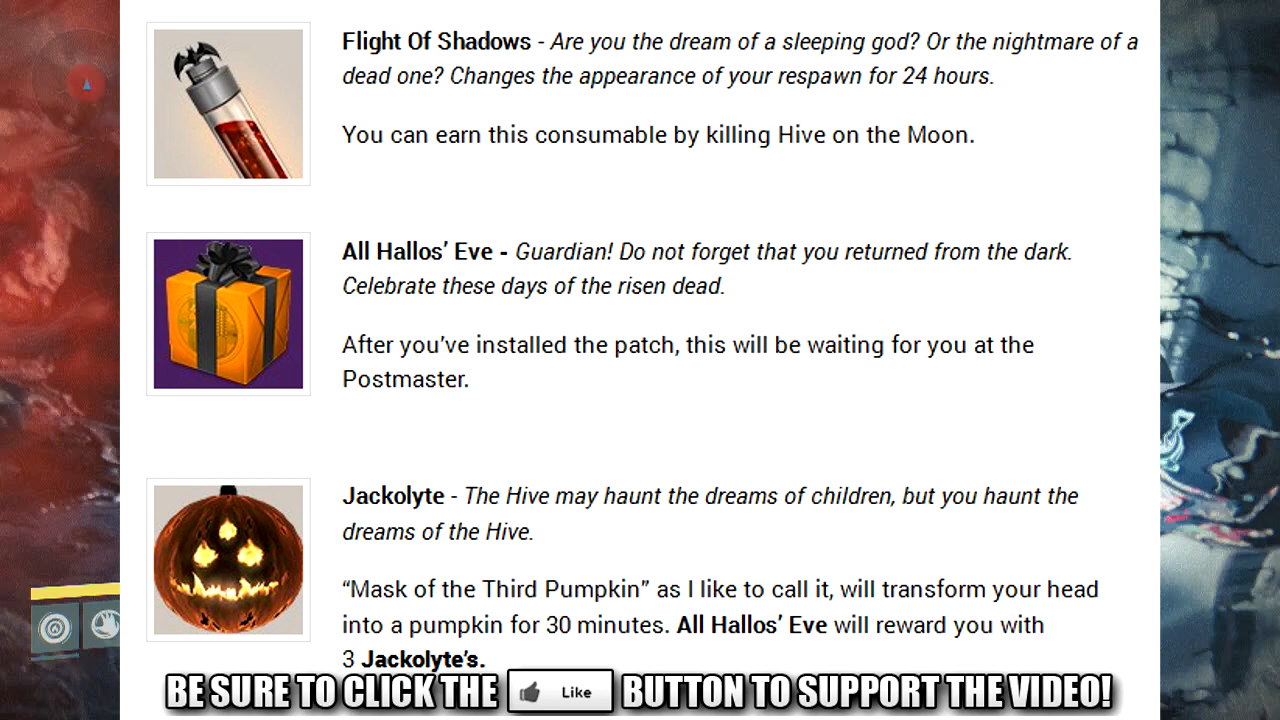 Flight Of Shadows - Are you the dream of a sleeping god? Or the nightmare of a
dead one? Changes the appearance of your respawn for 24 hours.
You can earn this consumable by killing Hive on the Moon.
All Hallos’ Eve - Guardian! Do not forget that you returned from the dark.
Celebrate these days of the risen dead.
After you’ve installed the patch, this will be waiting for you at the
Postmaster.
Jackolyte - The Hive may haunt the dreams of children, but you haunt the
dreams of the Hive.
“Mask of the Third Pumpkin” as I like to call it, will transform your head
into a pumpkin for 30 minutes. All Hallos’ Eve will reward you with
3 Jackolyte’s.
BE SURE TO CLICK THE Like BUTTON TO SUPPORT THE VIDEO!